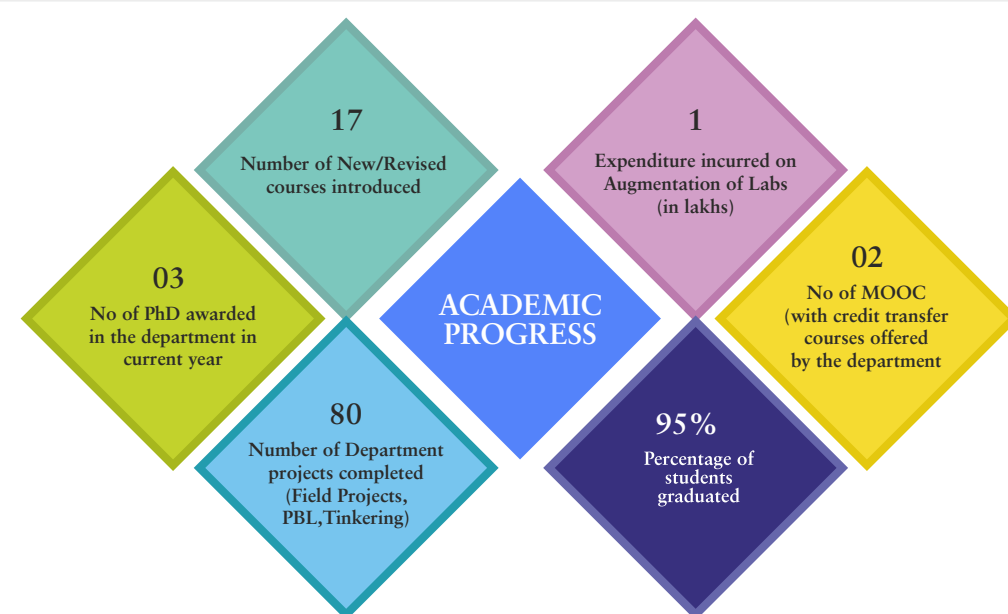 17
Number of New/Revised
courses introduced
1
Expenditure incurred on
Augmentation of Labs
(in lakhs)
03
No of PhD awarded
in the department in
current year
ACADEMIC
PROGRESS
02
No of MOOC
(with credit transfer
courses offered
by the department
80
Number of Department
projects completed
(Field Projects,
PBL,Tinkering)
95%
Percentage of
students
graduated